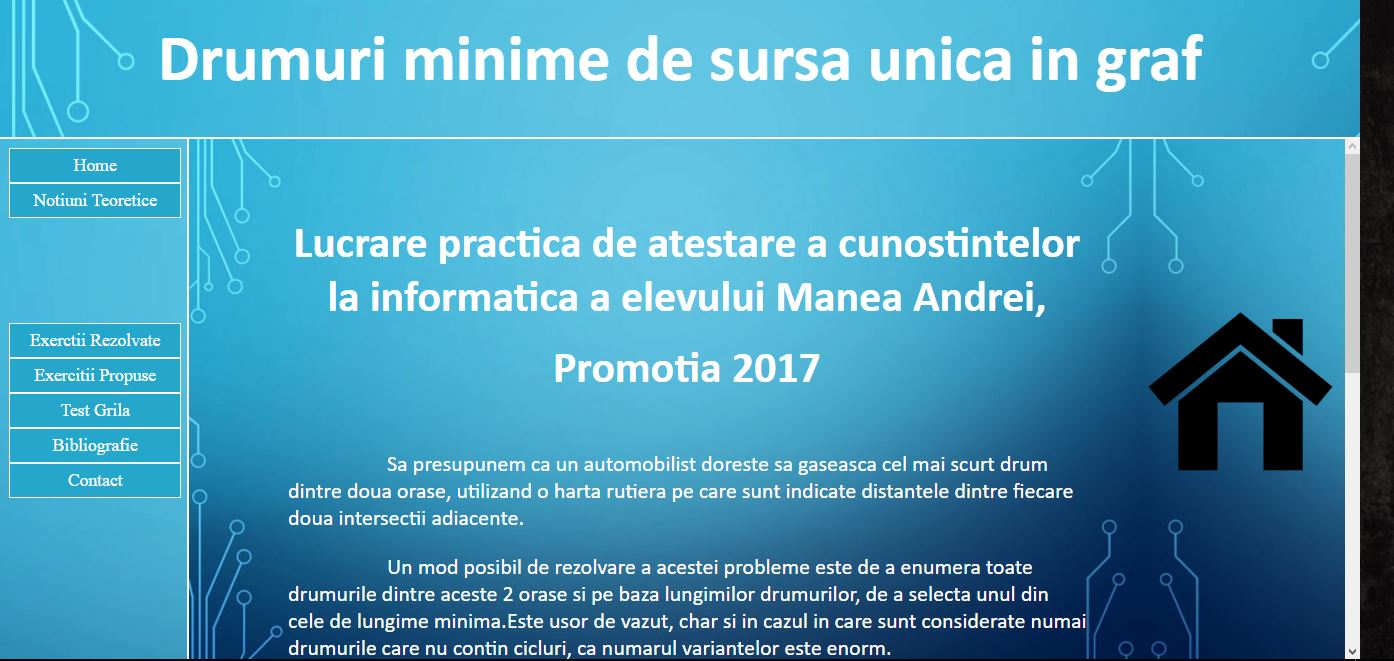 Drumuri minime de sursa unica in graf
Home
Notiuni Teoretice
Exerctii Rezolvate
Exercitii Propuse
Test Grila
Bibliografie
Contact
Lucrare practica de atestare a cunostintelor
la informatica a elevului Manea Andrei,
Promotia 2017
Sa presupunem ca un automobilist doreste sa gaseasca cel mai scurt drum
dintre doua orase, utilizand o harta rutiera pe care sunt indicate distantele dintre fiecare
doua intersectii adiacente.
Un mod posibil de rezolvare a acestei probleme este de a enumera toate
drumurile dintre aceste 2 orase si pe baza lungimilor drumurilor, de a selecta unul din
cele de lungime minima.Este usor de vazut, char si in cazul in care sunt considerate numai
drumurile care nu contin cicluri, ca numarul variantelor este enorm.